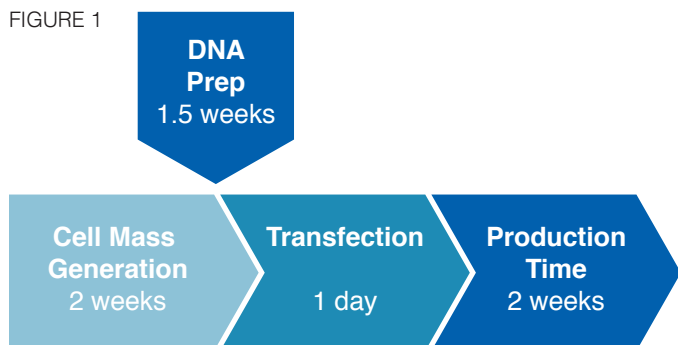 FIGURE 1
DNA
Prep
1.5 weeks
Cell Mass
Generation
2 weeks
Transfection
1 day
Production
Time
2 weeks